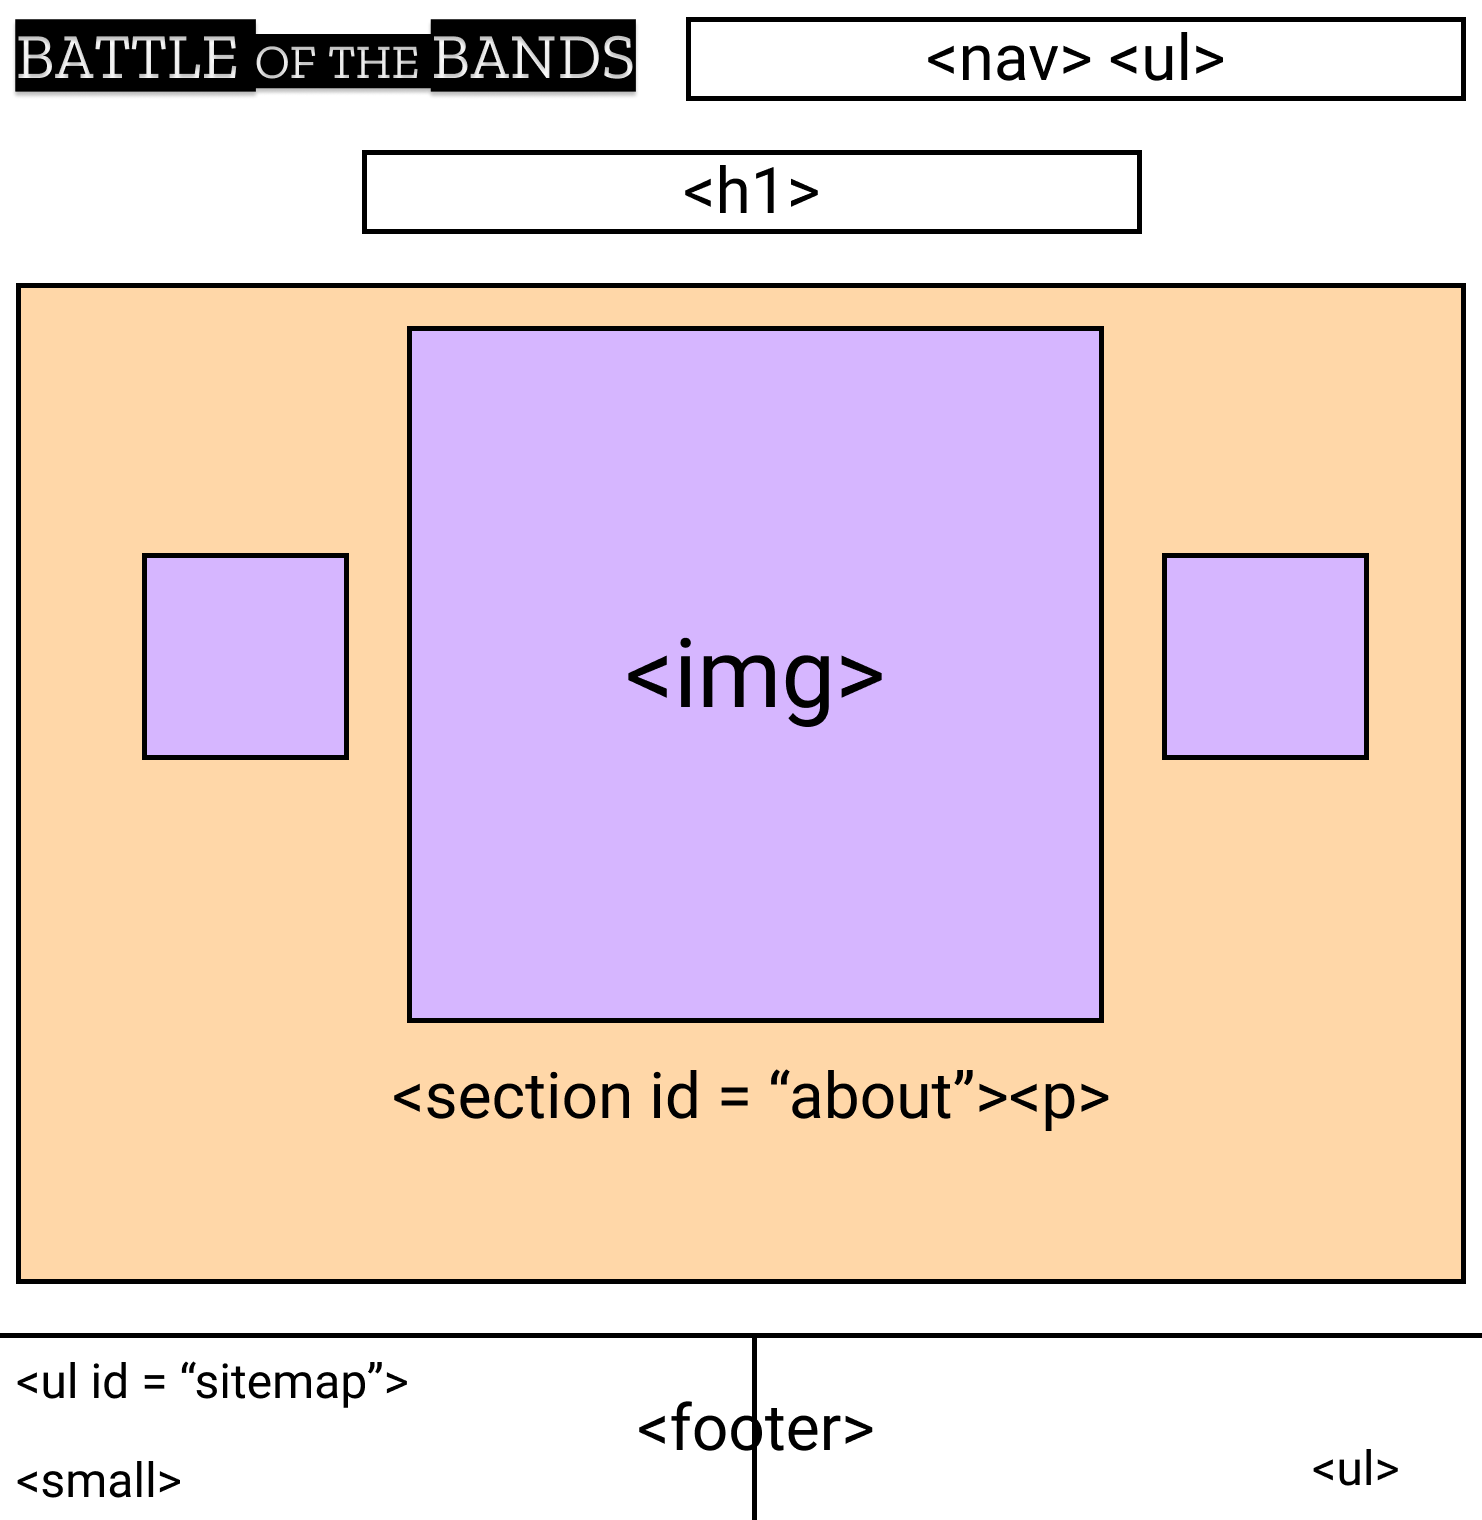 BATTLE OF THE BANDS
<nav> <ul>
<h1>
<img>
<section id = “about”><p>
<ul id = “sitemap”>
<footer>
<small>
<ul>